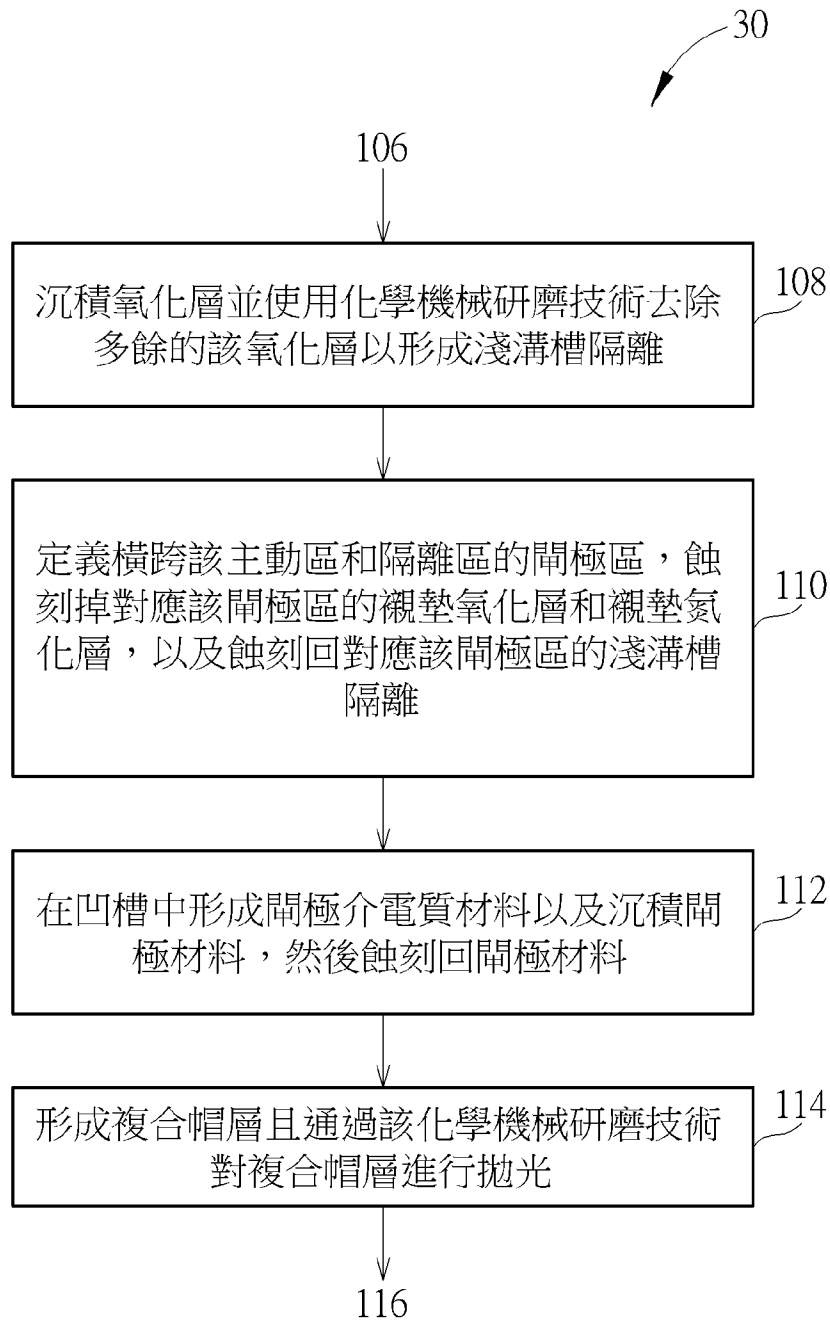 30
106
沉積氧化層並使用化學機械研磨技術去除
多餘的該氧化層以形成淺溝槽隔離
108
定義橫跨該主動區和隔離區的閘極區，蝕
刻掉對應該閘極區的襯墊氧化層和襯墊氮
化層，以及蝕刻回對應該閘極區的淺溝槽
隔離
110
在凹槽中形成閘極介電質材料以及沉積閘
極材料，然後蝕刻回閘極材料
112
形成複合帽層且通過該化學機械研磨技術
對複合帽層進行拋光
114
116